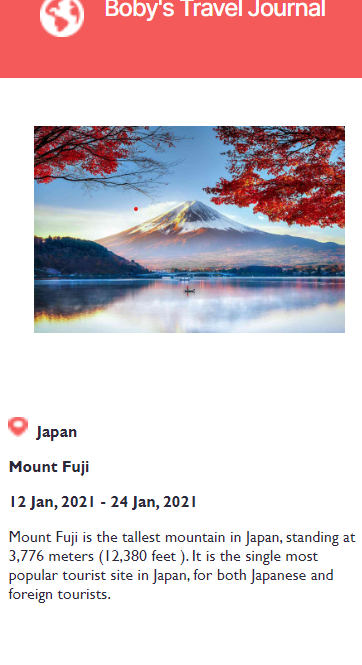 Boby's Travel Journal
Japan
Mount Fuji
12 Jan, 2021 - 24 Jan, 2021
Mount Fuji is the tallest mountain in Japan, standing at
3,776 meters (12,380 feet ). It is the single most
popular tourist site in Japan, for both Japanese and
foreign tourists.